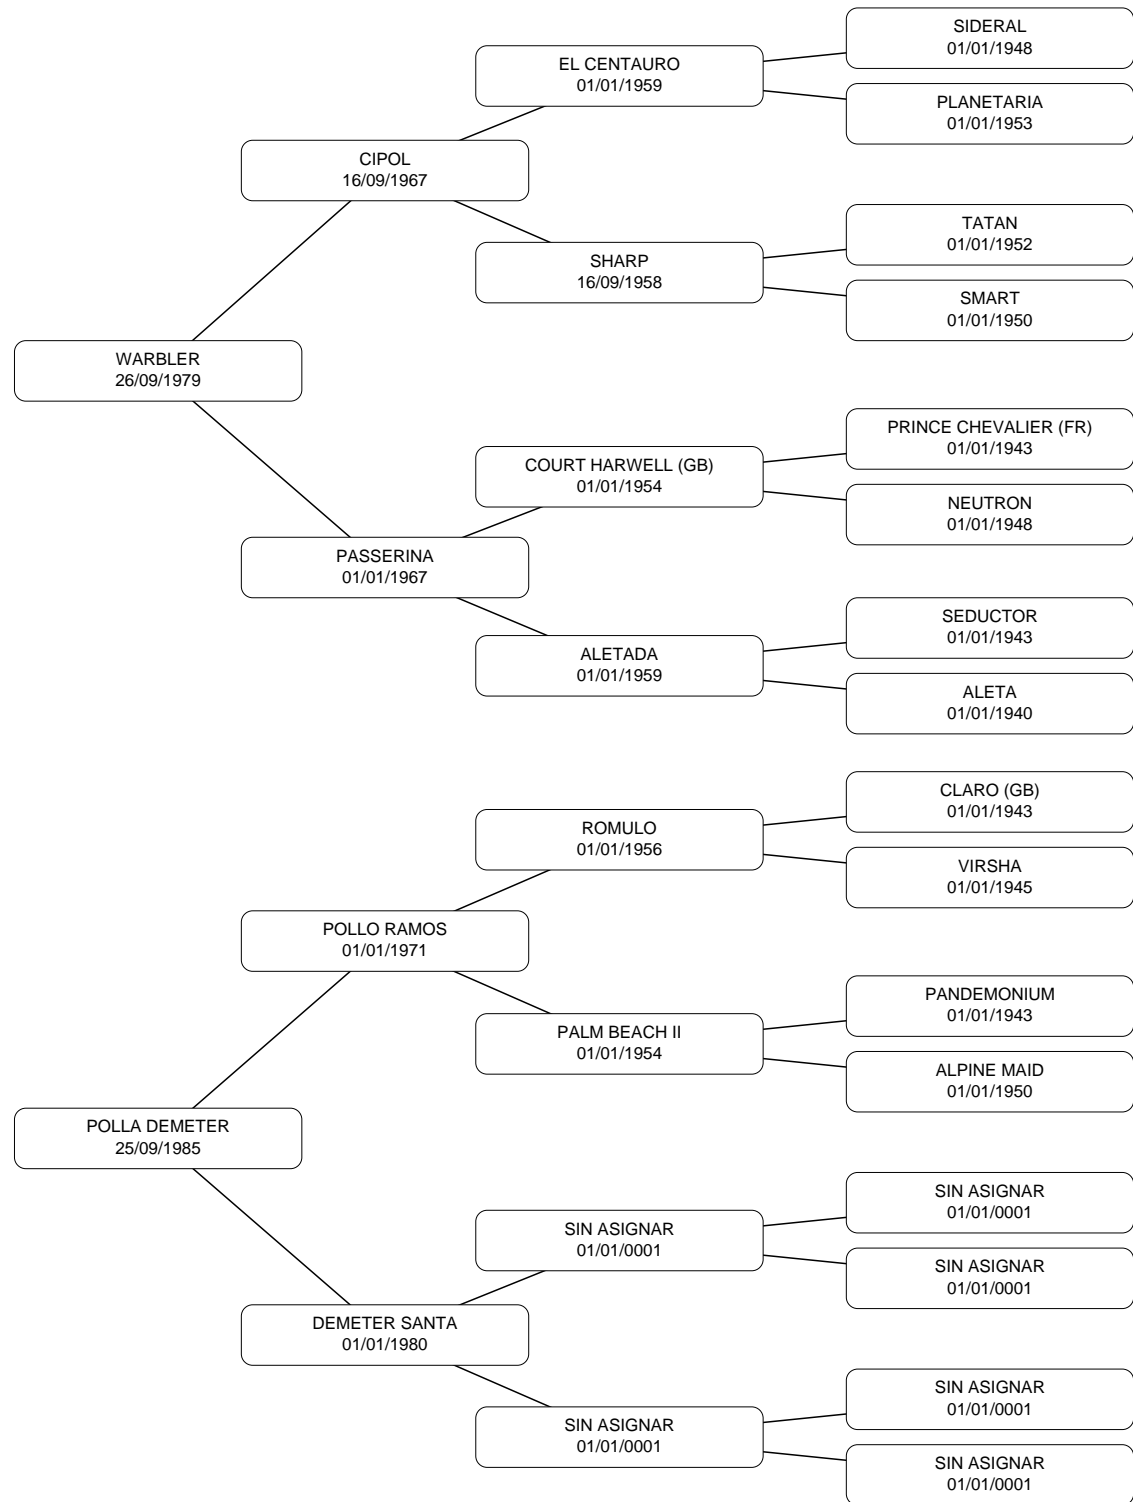 SIDERAL
01/01/1948
EL CENTAURO
01/01/1959
PLANETARIA
01/01/1953
CIPOL
16/09/1967
TATAN
01/01/1952
SHARP
16/09/1958
SMART
01/01/1950
WARBLER
26/09/1979
PRINCE CHEVALIER (FR)
01/01/1943
COURT HARWELL (GB)
01/01/1954
NEUTRON
01/01/1948
PASSERINA
01/01/1967
SEDUCTOR
01/01/1943
ALETADA
01/01/1959
ALETA
01/01/1940
CLARO (GB)
01/01/1943
ROMULO
01/01/1956
VIRSHA
01/01/1945
POLLO RAMOS
01/01/1971
PANDEMONIUM
01/01/1943
PALM BEACH II
01/01/1954
ALPINE MAID
01/01/1950
POLLA DEMETER
25/09/1985
SIN ASIGNAR
01/01/0001
SIN ASIGNAR
01/01/0001
SIN ASIGNAR
01/01/0001
DEMETER SANTA
01/01/1980
SIN ASIGNAR
01/01/0001
SIN ASIGNAR
01/01/0001
SIN ASIGNAR
01/01/0001